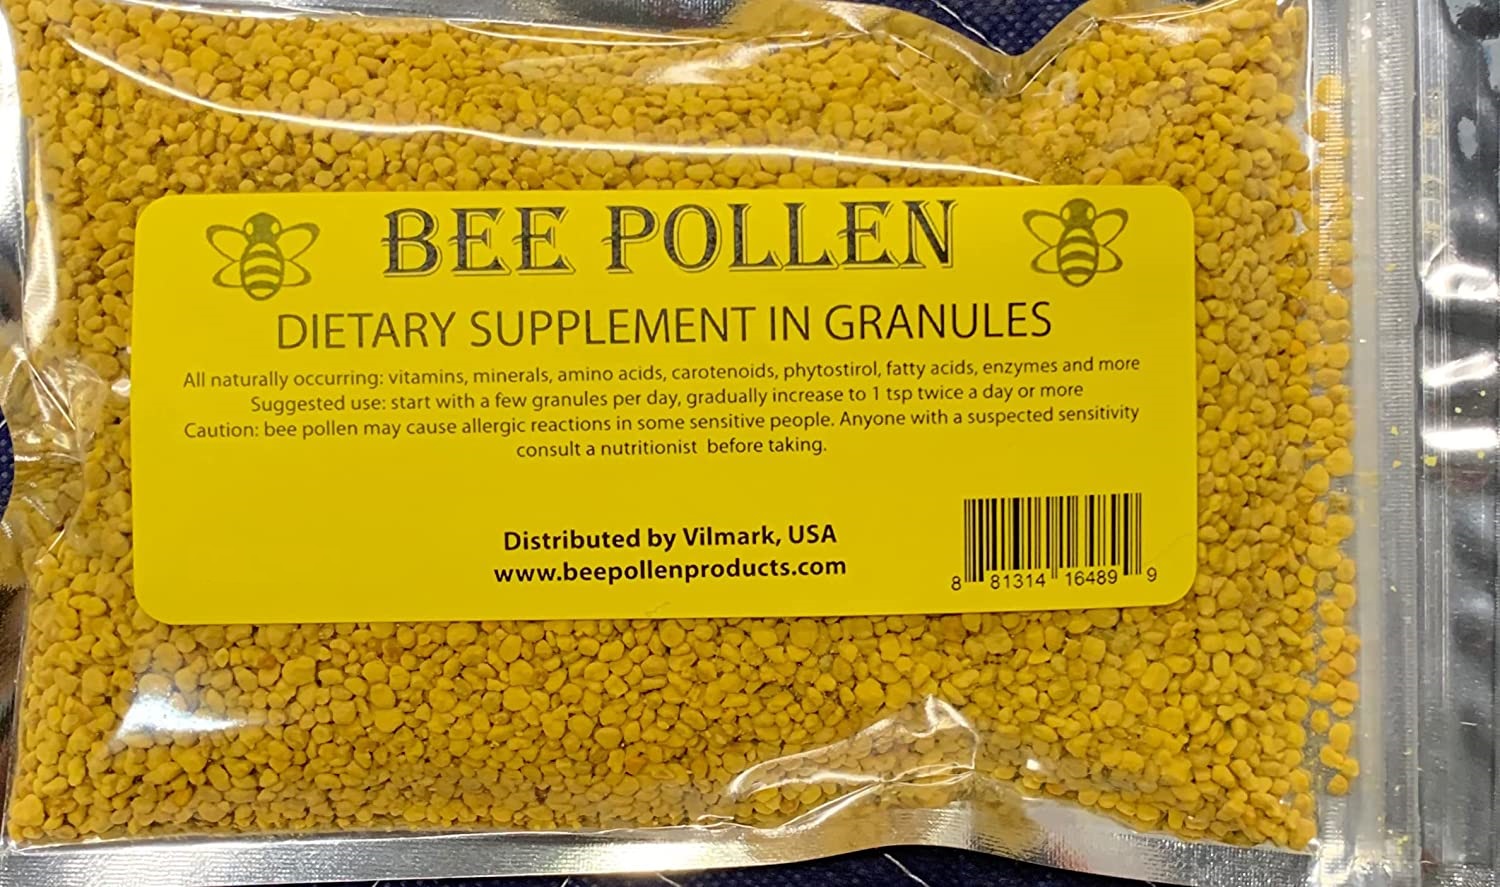 BEE POLLEN
DIETARY SUPPLEMENT IN GRANULES
All naturally occurring: vitamins, minerals, amino acids, carotenoids, phytostirol, fatty acids, enzymes and more
Suggested use: start with a few granules per day, gradually increase to 1 tsp twice a day or more
Caution: bee pollen may cause allergic reactions in some sensitive people. Anyone with a suspected sensitivity
consult a nutritionist before taking.
Distributed by Vilmark, USA
www.beepollenproducts.com
8 81314 16489 9